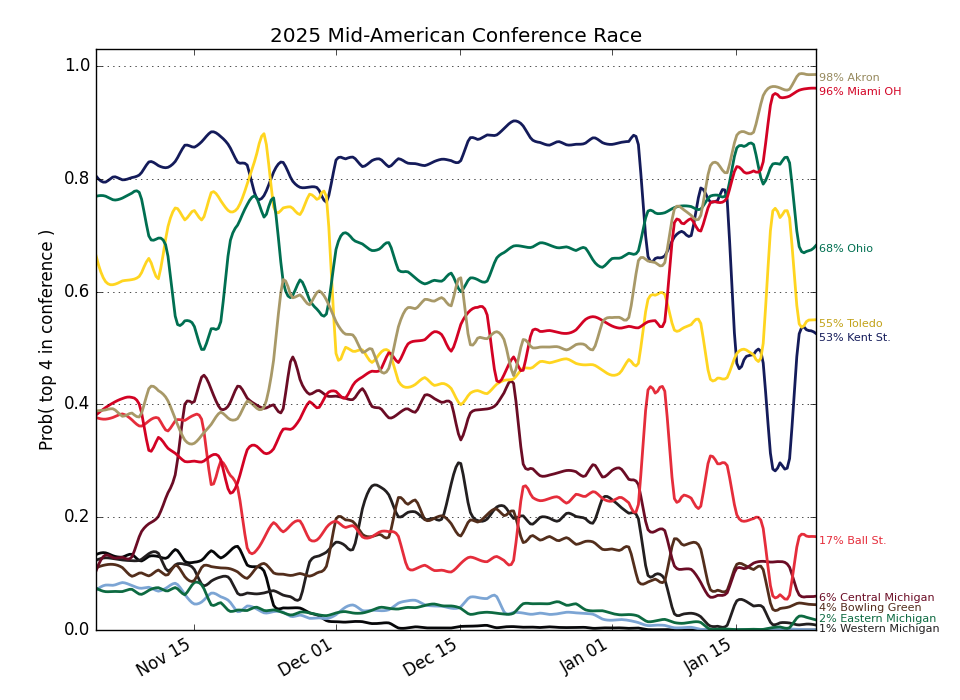 2025 Mid-American Conference Race
Prob( top 4 in conference )
1.0
0.8
0.6
0.4
0.2
0.0
Nov 15
Dec 01
Dec 15
Jan 01
Jan 15
98% Akron
96% Miami OH
68% Ohio
55% Toledo
53% Kent St.
17% Ball St.
6% Central Michigan
4% Bowling Green
2% Eastern Michigan
1% Western Michigan